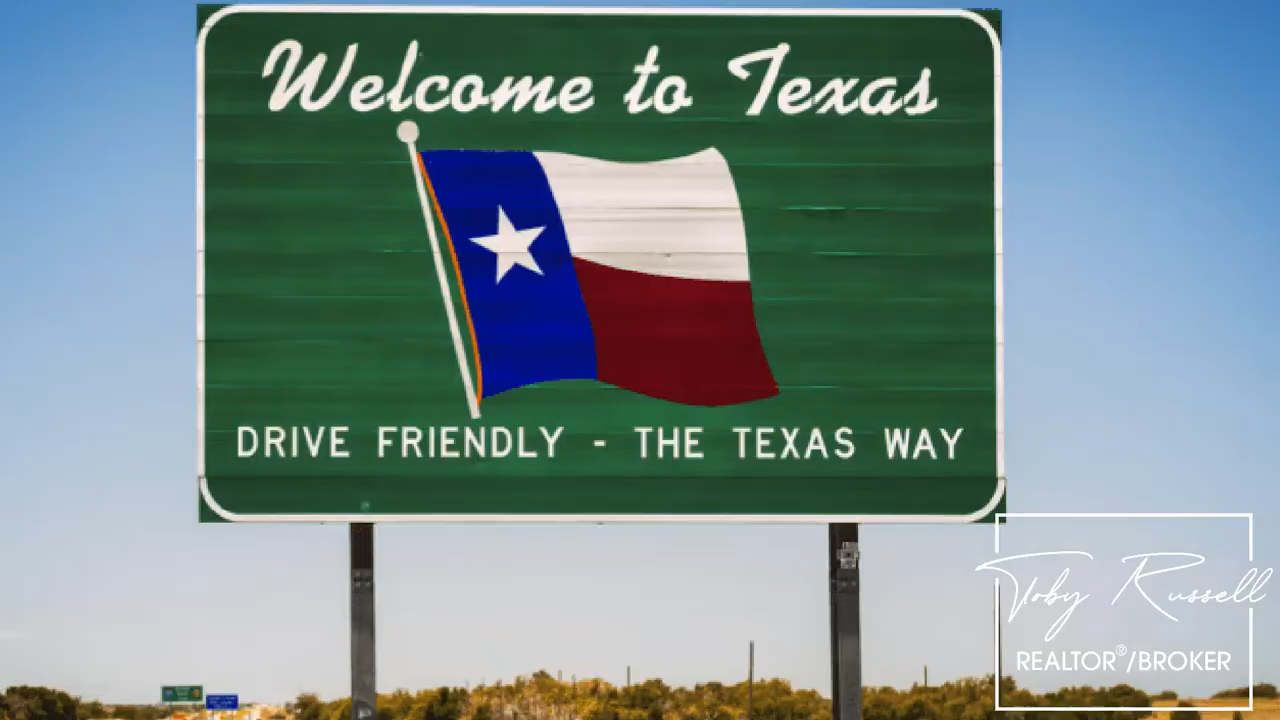 Welcome to Texas
DRIVE FRIENDLY - THE TEXAS WAY
Toby Russell
REALTOR®/BROKER